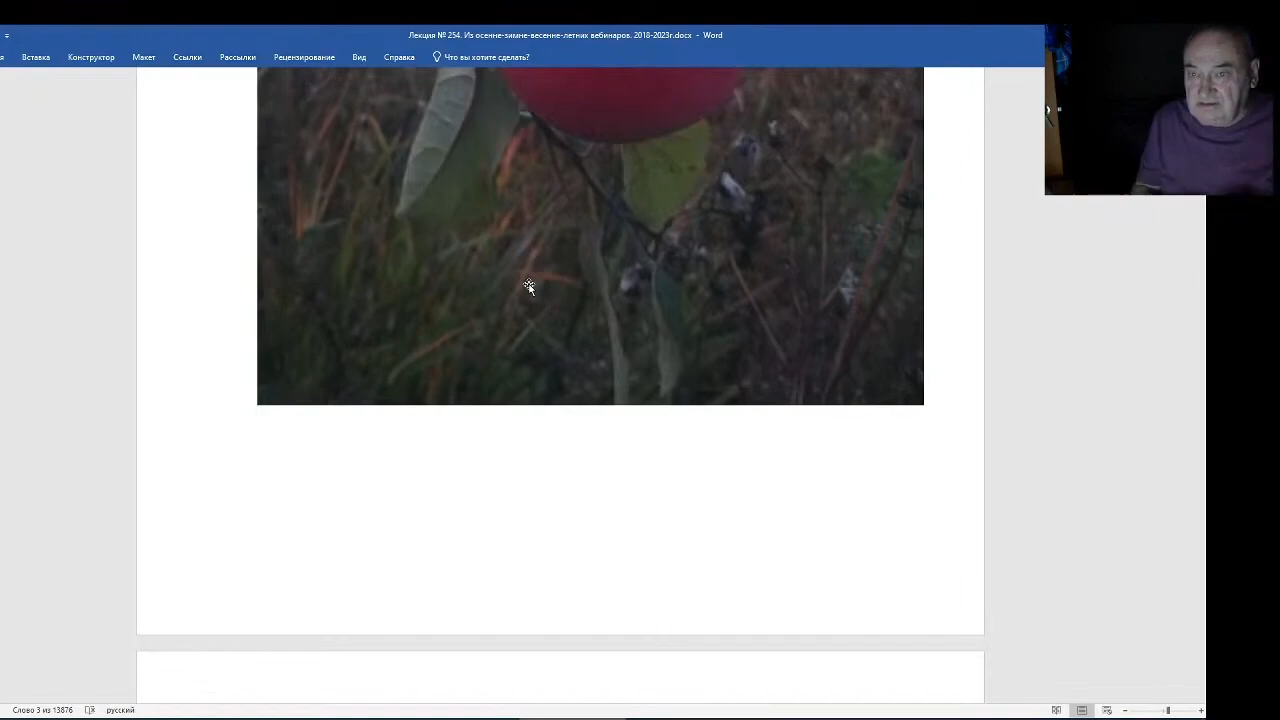 Лекция № 254. Из осенне-зимне-весенне-летних вебинаров. 2018-2023г.docx - Word
я Вставка Конструктор Макет Ссылки Рассылки Рецензирование Вид Справка Что вы хотите сделать?
Слово 3 из 13876 русский